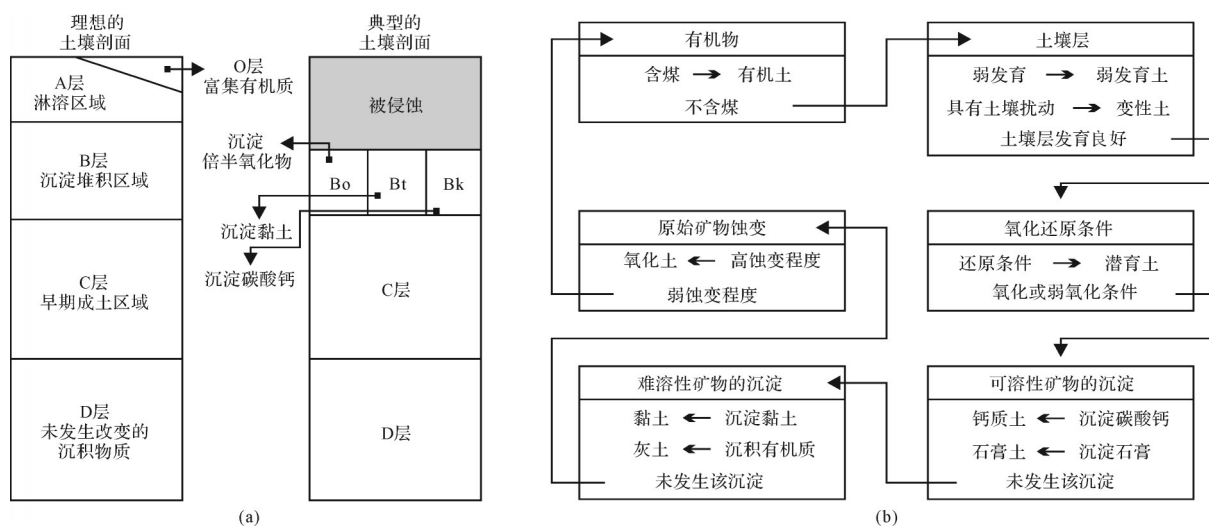 理想的
土壤剖面
A层
淋溶区域
B层
沉淀堆积区域
C层
早期成土区域
D层
未发生改变的
沉积物质
O层
富集有机质
沉淀
倍半氧化物
沉淀黏土
沉淀碳酸钙
典型的
土壤剖面
被侵蚀
Bo Bt Bk
C层
D层
(a)
有机物
含煤 → 有机土
不含煤
土壤层
弱发育 → 弱发育土
具有土壤扰动 → 变性土
土壤层发育良好
原始矿物蚀变
氧化土 ← 高蚀变程度
弱蚀变程度
氧化还原条件
还原条件 → 潜育土
氧化或弱氧化条件
难溶性矿物的沉淀
黏土 ← 沉淀黏土
灰土 ← 沉积有机质
未发生该沉淀
可溶性矿物的沉淀
钙质土 ← 沉淀碳酸钙
石膏土 ← 沉淀石膏
未发生该沉淀
(b)